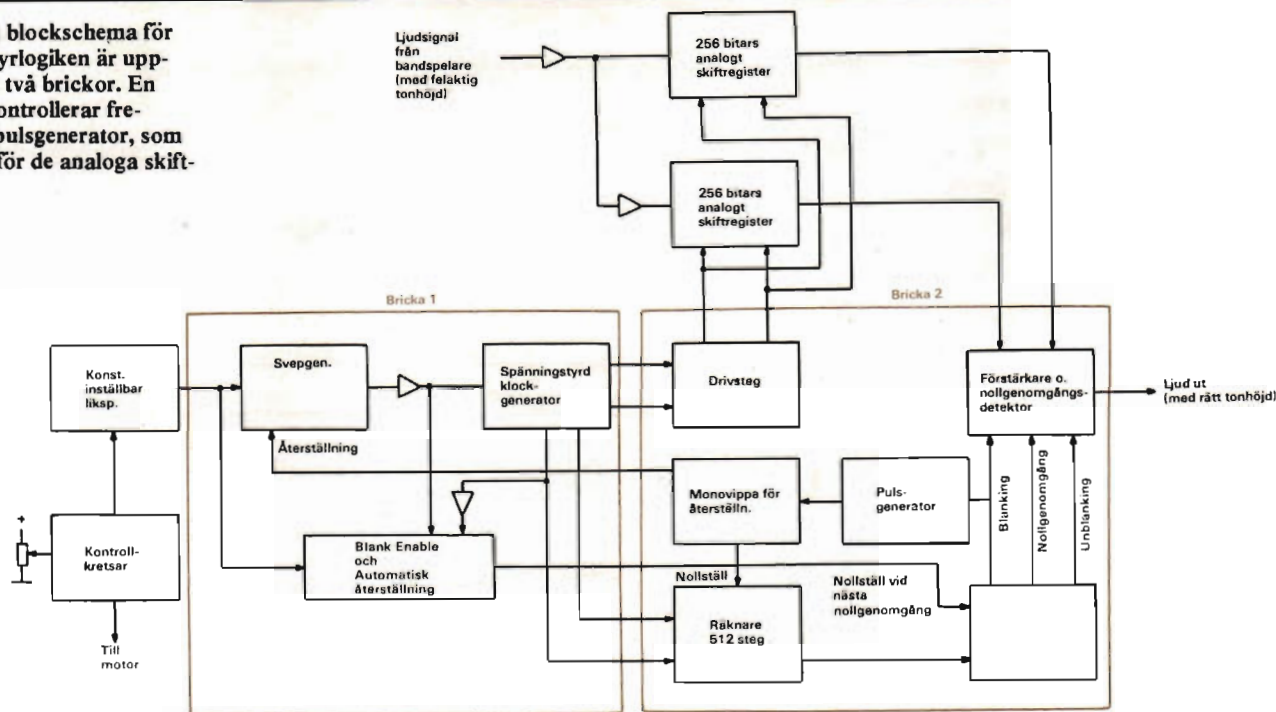 blockschema för
yrlogiken är upp-
två brickor. En
ontrollerar fre-
pulsgenerator, som
för de analoga skift-
Ljudsignal
från
bandspelare
(med felaktig
tonhöjd)
256 bitars
analogt
skiftregister
256 bitars
analogt
skiftregister
Bricka 1
Bricka 2
Konst.
inställbar
liksp.
Svepgen.
Spänningstyrd
klock-
generator
Drivsteg
Förstärkare o.
nollgenomgångs-
detektor
Ljud ut
(med rätt tonhöjd)
Återställning
Monovippa för
återställn.
Puls-
generator
Blanking
Nollgenomgång
Unblanking
+
Kontroll-
kretsar
Blank Enable
och
Automatisk
återställning
Nollställ
Nollställ vid
nästa
nollgenomgång
Räknare
512 steg
Till
motor